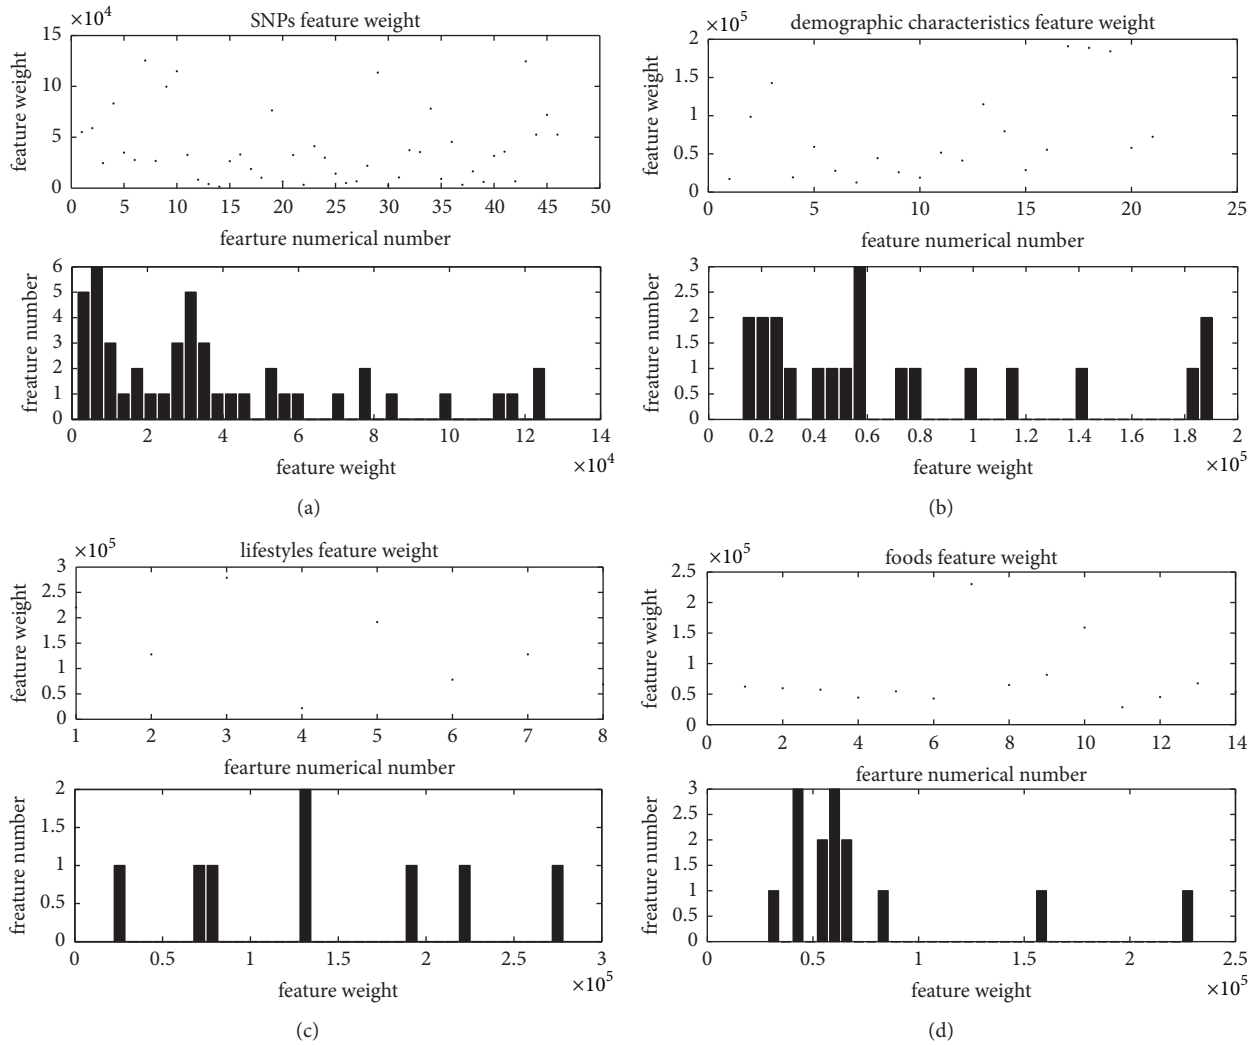 SNPs feature weight
×10⁴
15
10
5
0
feature weight
0 5 10 15 20 25 30 35 40 45 50
fearture numerical number
6
5
4
3
2
1
0
freature number
0 2 4 6 8 10 12 14
feature weight
×10⁴
(a)
demographic characteristics feature weight
×10⁵
2
1.5
1
0.5
0
feature weight
0 5 10 15 20 25
feature numerical number
3
2.5
2
1.5
1
0.5
0
freature number
0 0.2 0.4 0.6 0.8 1 1.2 1.4 1.6 1.8 2
feature weight
×10⁵
(b)
lifestyles feature weight
×10⁵
3
2.5
2
1.5
1
0.5
0
feature weight
1 2 3 4 5 6 7 8
fearture numerical number
2
1.5
1
0.5
0
freature number
0 0.5 1 1.5 2 2.5 3
feature weight
×10⁵
(c)
foods feature weight
×10⁵
2.5
2
1.5
1
0.5
0
feature weight
0 2 4 6 8 10 12 14
fearture numerical number
3
2.5
2
1.5
1
0.5
0
freature number
0 0.5 1 1.5 2 2.5
feature weight
×10⁵
(d)